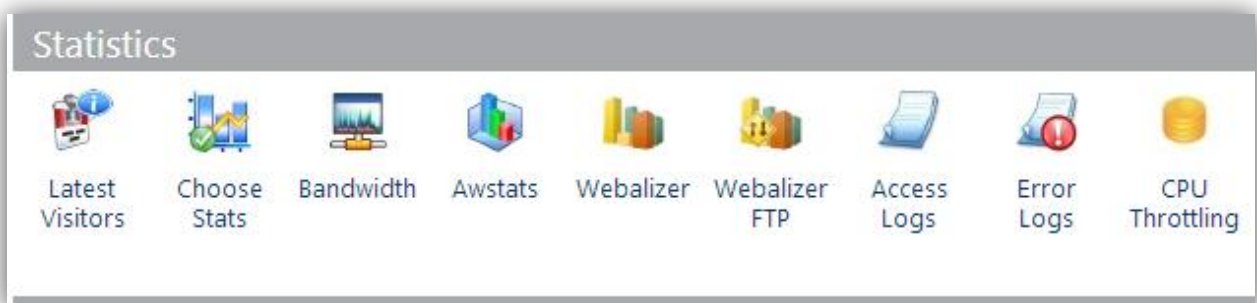 Statistics
Latest
Visitors
Choose
Stats
Bandwidth
Awstats
Webalizer
Webalizer
FTP
Access
Logs
Error
Logs
CPU
Throttling